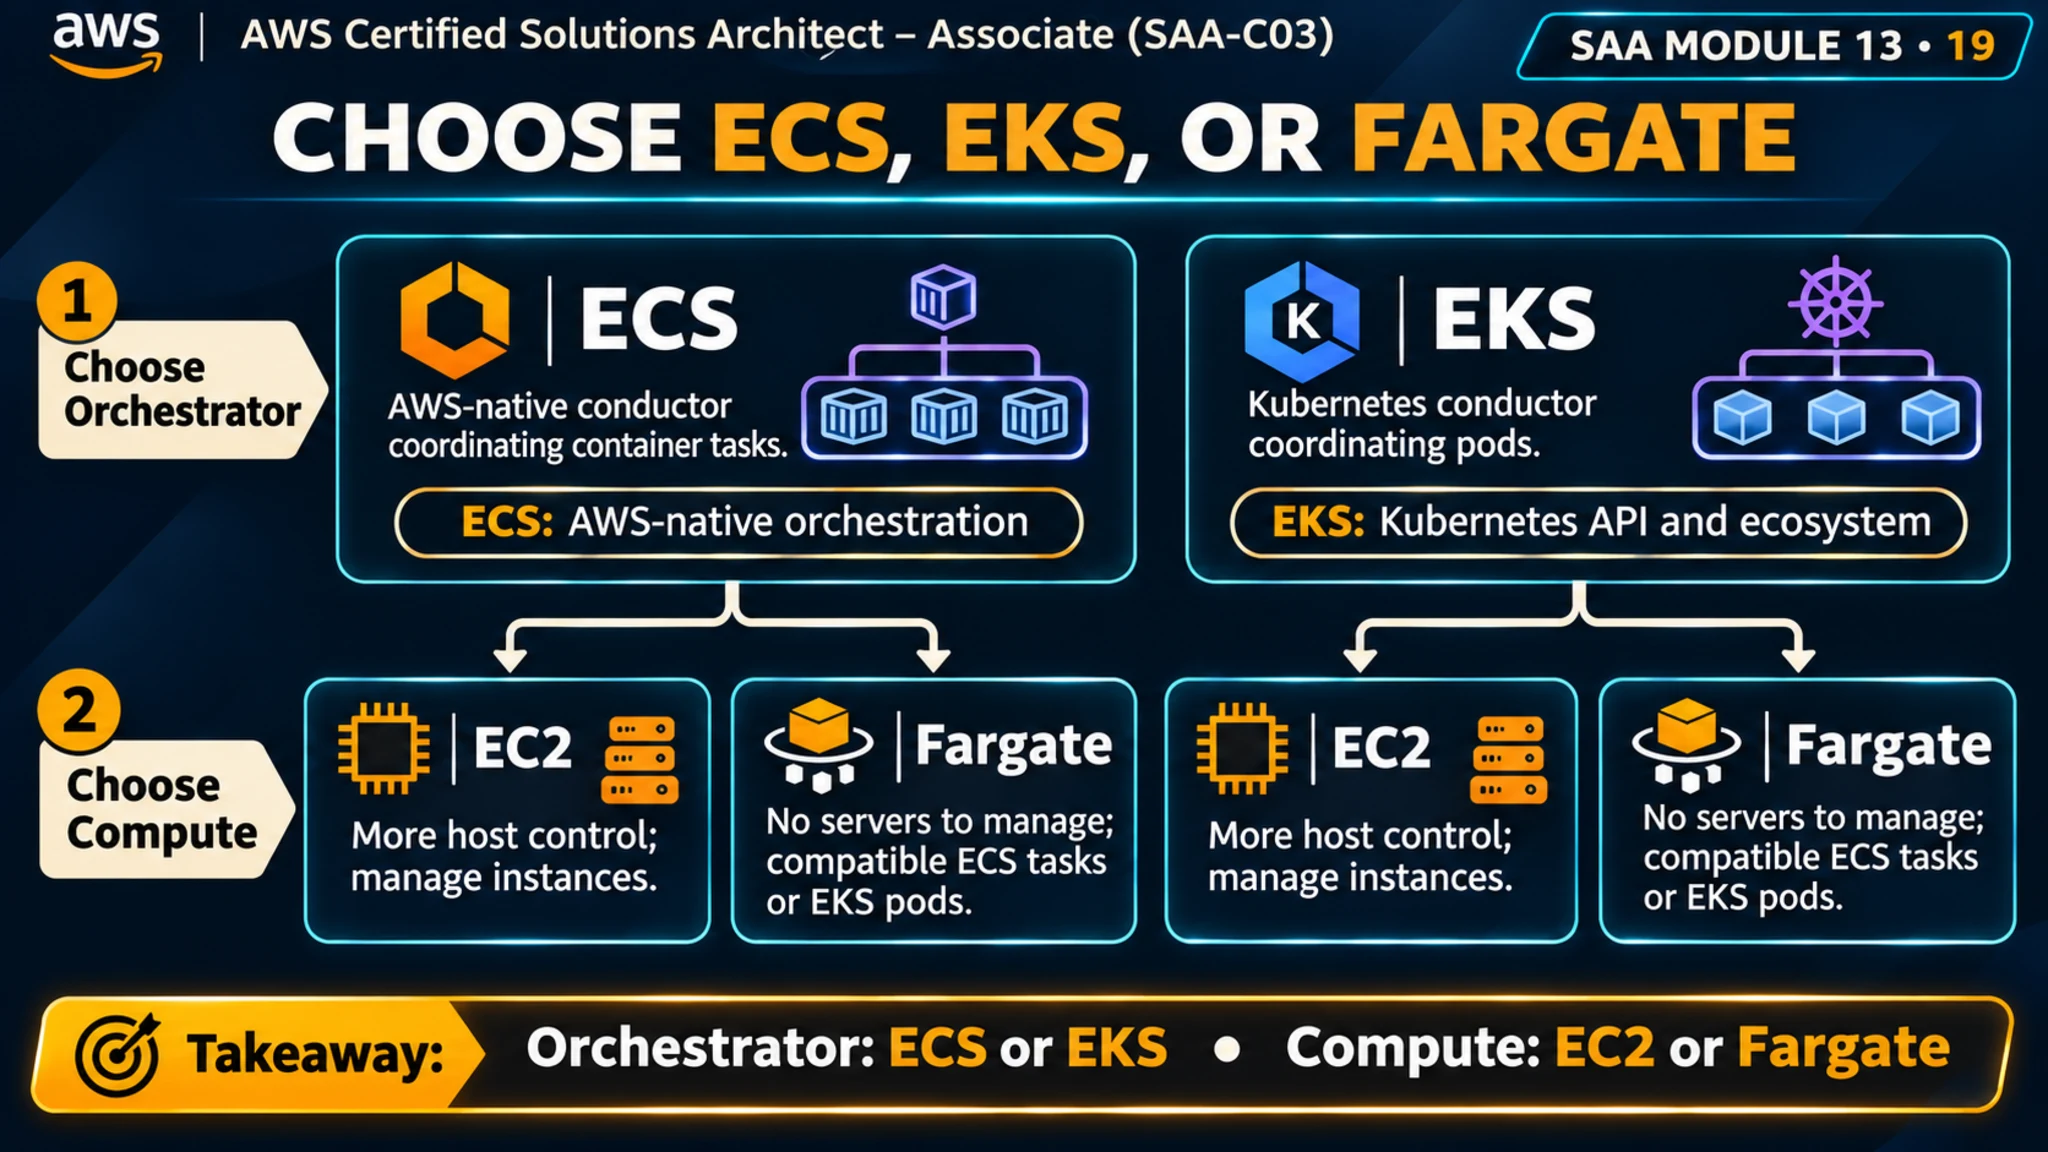 aws
AWS Certified Solutions Architect – Associate (SAA-C03)
SAA MODULE 13 • 19
CHOOSE ECS, EKS, OR FARGATE
1
Choose
Orchestrator
ECS
AWS-native conductor
coordinating container tasks.
ECS: AWS-native orchestration
K
EKS
Kubernetes conductor
coordinating pods.
EKS: Kubernetes API and ecosystem
2
Choose
Compute
EC2
More host control;
manage instances.
Fargate
No servers to manage;
compatible ECS tasks
or EKS pods.
EC2
More host control;
manage instances.
Fargate
No servers to manage;
compatible ECS tasks
or EKS pods.
Takeaway:
Orchestrator: ECS or EKS • Compute: EC2 or Fargate